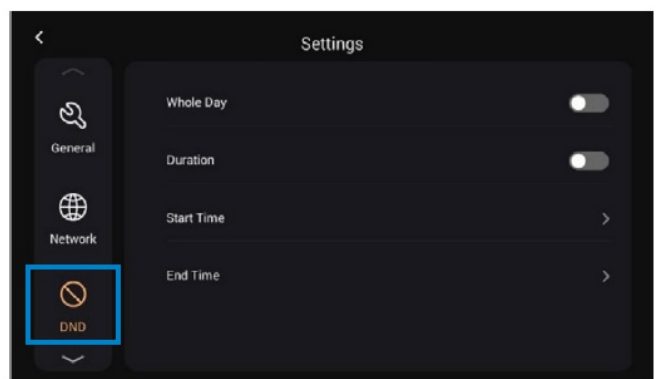 Settings
General
Network
DND
Whole Day
Duration
Start Time
End Time